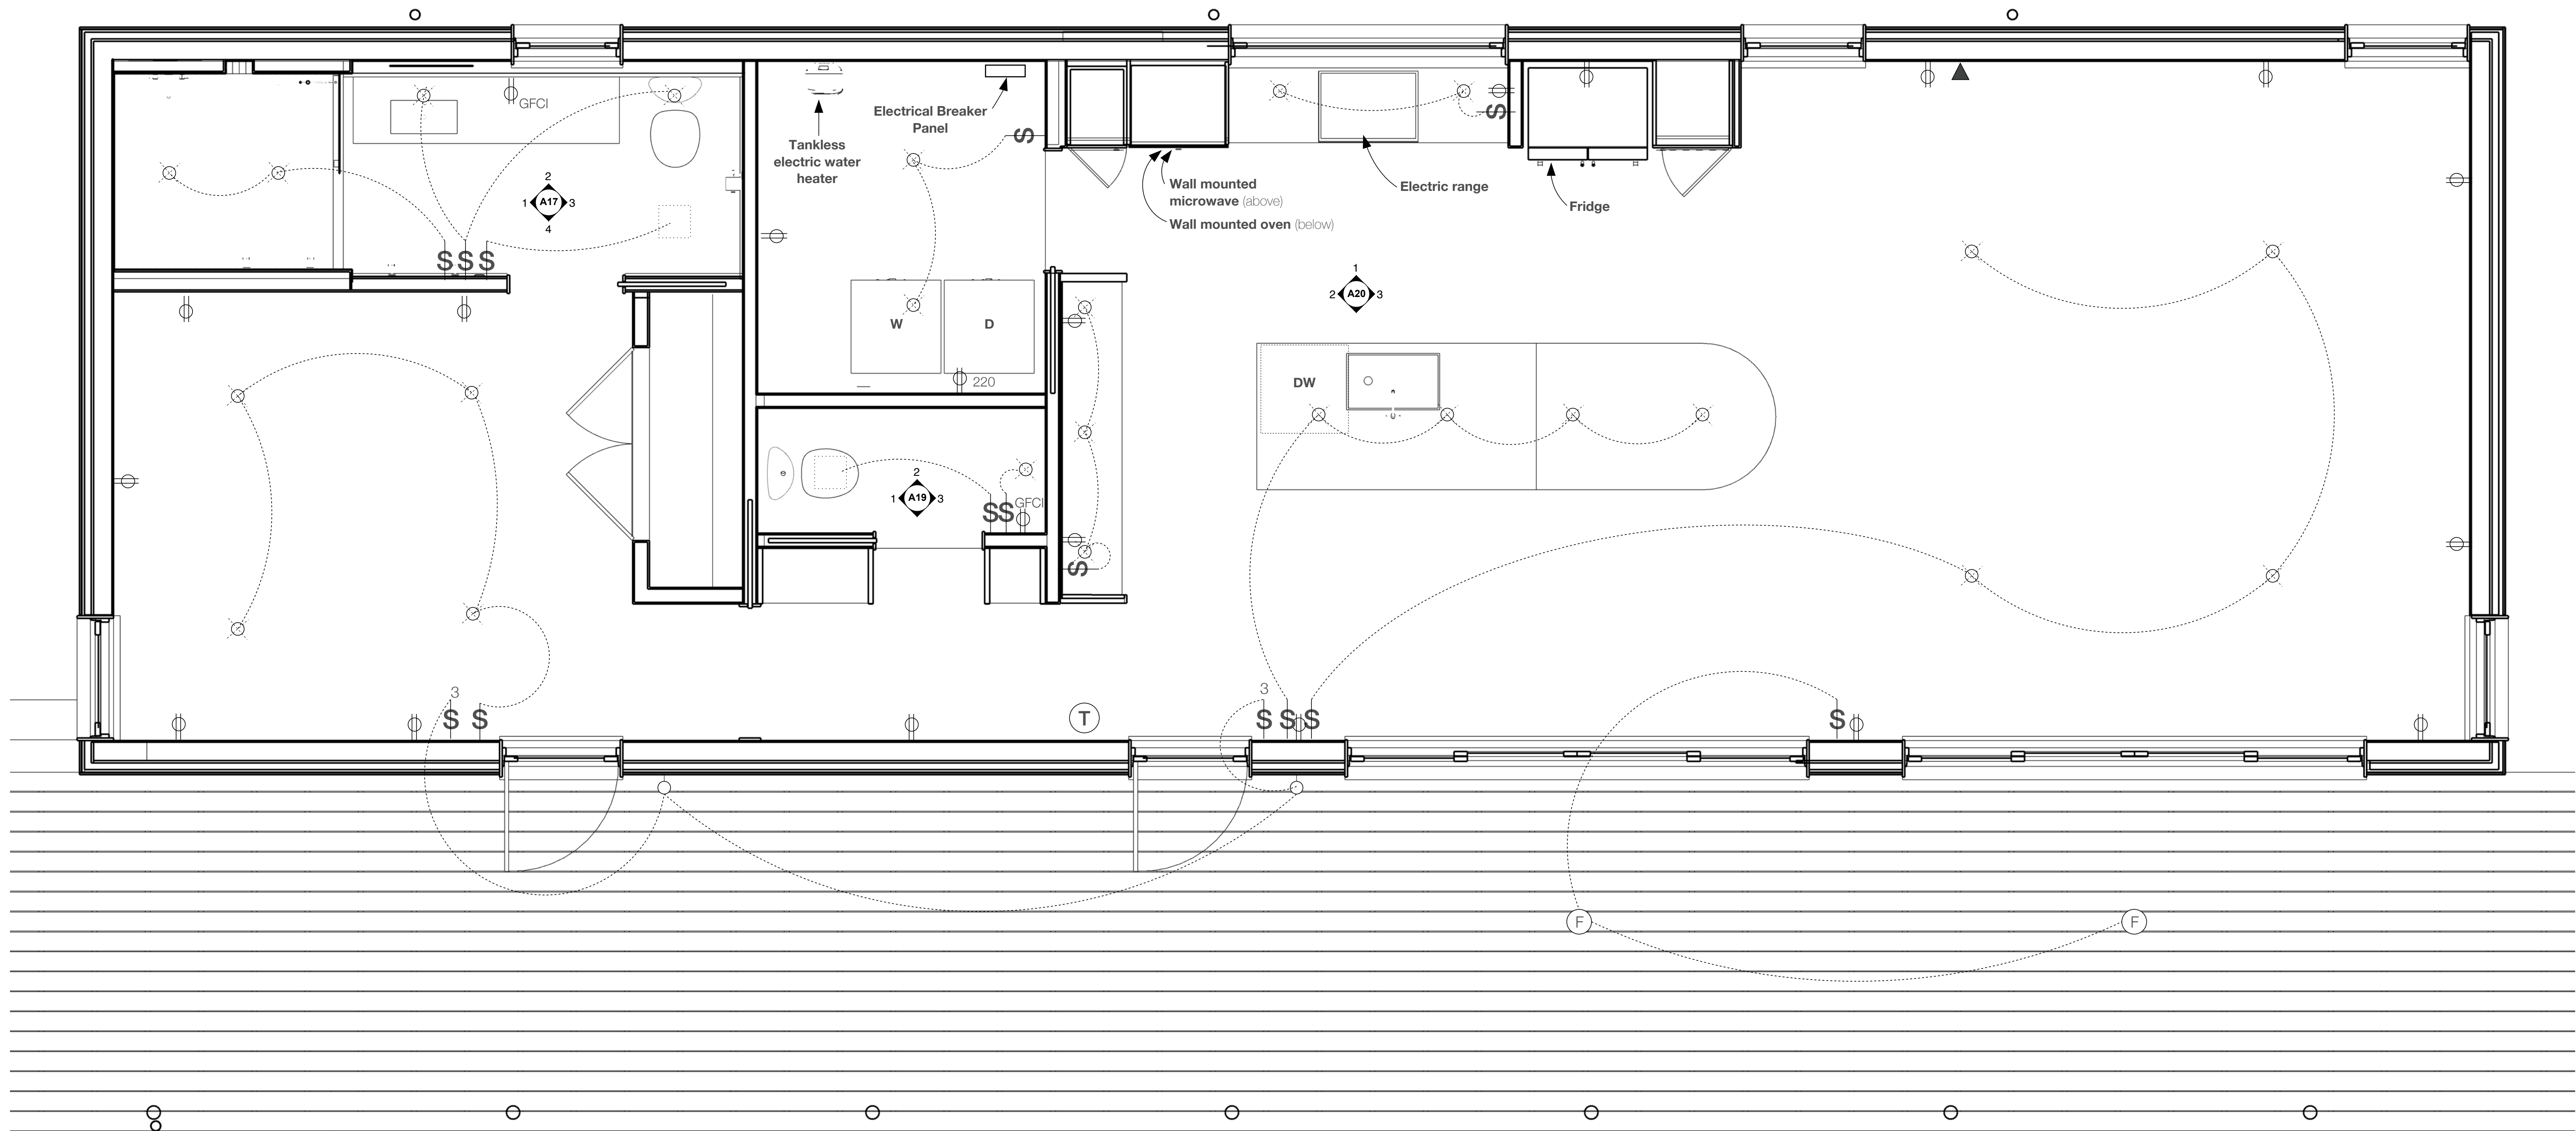 GFCI
Electrical Breaker
Panel
S
S
Tankless
electric water
heater
Wall mounted
microwave (above)
Wall mounted oven (below)
Electric range
Fridge
2
1 A17 3
4
S S S
1
2 A20 3
W
D
220
DW
2
1 A19 3
GFCI
S S
S
3
S S
T
3
S S S
S
F
F